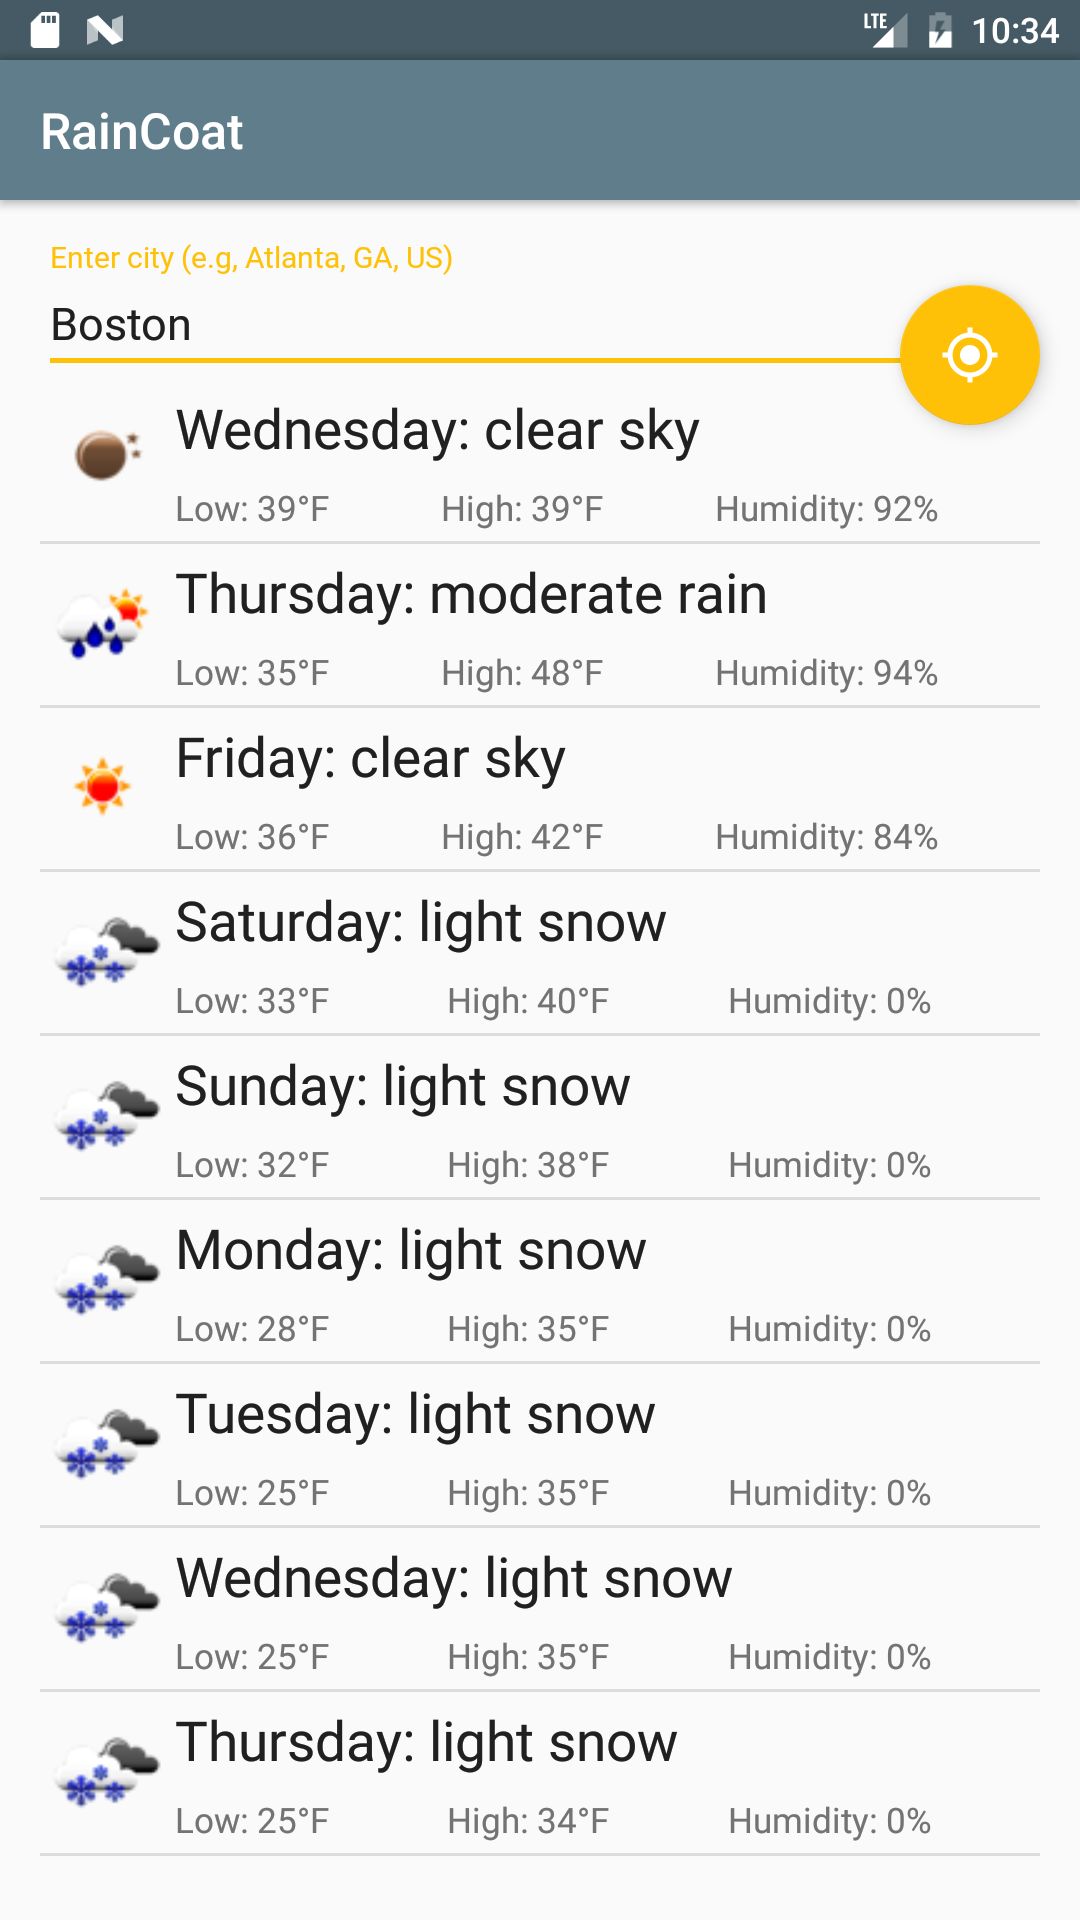 LTE 10:34
RainCoat
Enter city (e.g, Atlanta, GA, US)
Boston
Wednesday: clear sky
Low: 39°F High: 39°F Humidity: 92%
Thursday: moderate rain
Low: 35°F High: 48°F Humidity: 94%
Friday: clear sky
Low: 36°F High: 42°F Humidity: 84%
Saturday: light snow
Low: 33°F High: 40°F Humidity: 0%
Sunday: light snow
Low: 32°F High: 38°F Humidity: 0%
Monday: light snow
Low: 28°F High: 35°F Humidity: 0%
Tuesday: light snow
Low: 25°F High: 35°F Humidity: 0%
Wednesday: light snow
Low: 25°F High: 35°F Humidity: 0%
Thursday: light snow
Low: 25°F High: 34°F Humidity: 0%